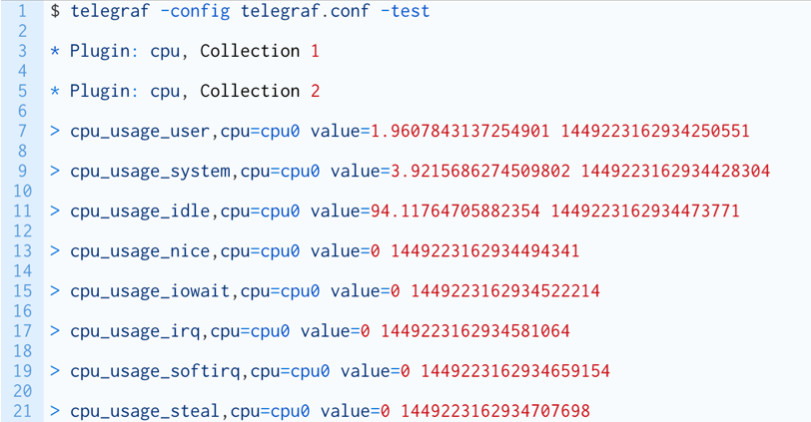 1 $ telegraf -config telegraf.conf -test
2
3 * Plugin: cpu, Collection 1
4
5 * Plugin: cpu, Collection 2
6
7 > cpu_usage_user,cpu=cpu0 value=1.9607843137254901 1449223162934250551
8
9 > cpu_usage_system,cpu=cpu0 value=3.9215686274509802 1449223162934428304
10
11 > cpu_usage_idle,cpu=cpu0 value=94.11764705882354 1449223162934473771
12
13 > cpu_usage_nice,cpu=cpu0 value=0 1449223162934494341
14
15 > cpu_usage_iowait,cpu=cpu0 value=0 1449223162934522214
16
17 > cpu_usage_irq,cpu=cpu0 value=0 1449223162934581064
18
19 > cpu_usage_softirq,cpu=cpu0 value=0 1449223162934659154
20
21 > cpu_usage_steal,cpu=cpu0 value=0 1449223162934707698